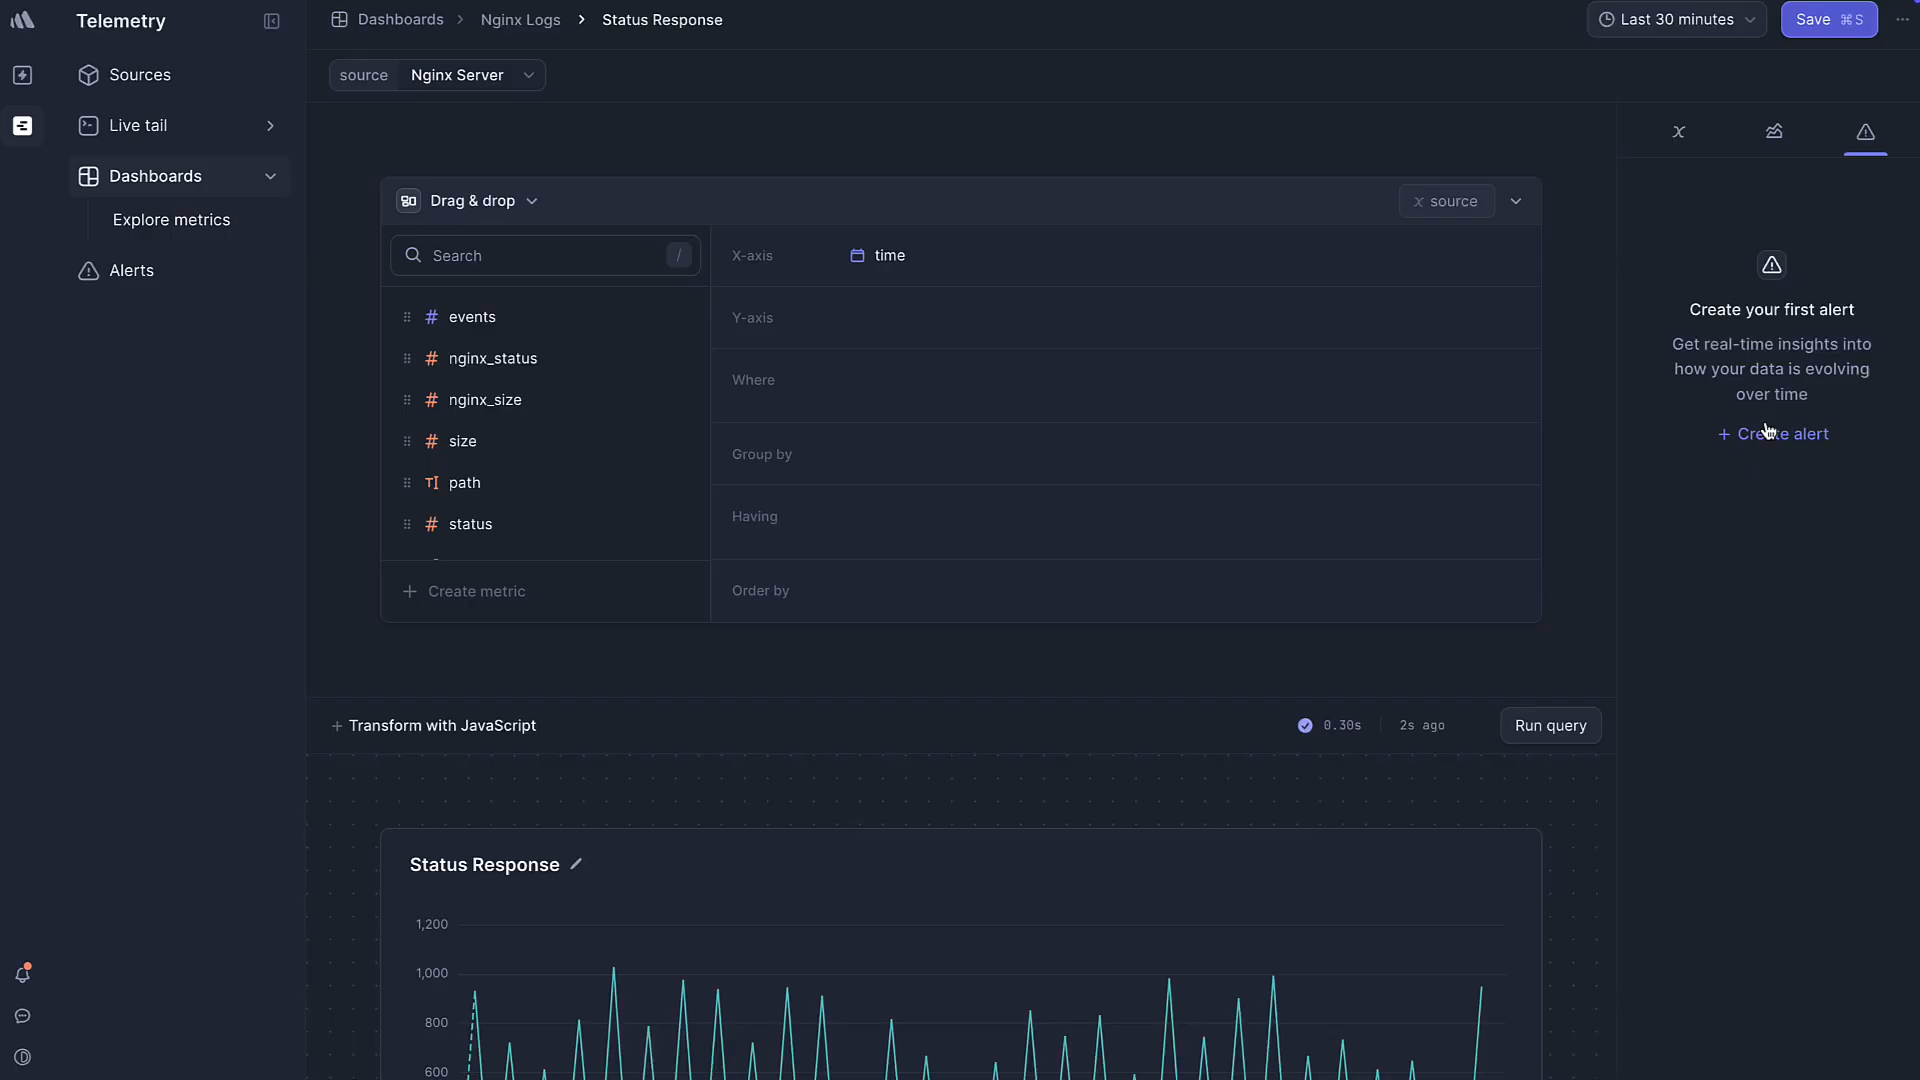 Telemetry
Sources
Live tail
Dashboards
Explore metrics
Alerts
Dashboards > Nginx Logs > Status Response
Last 30 minutes
Save ⌘S
source Nginx Server
Drag & drop
x source
Search /
events
nginx_status
nginx_size
size
path
status
+ Create metric
X-axis time
Y-axis
Where
Group by
Having
Order by
x
Create your first alert
Get real-time insights into
how your data is evolving
over time
+ Create alert
+ Transform with JavaScript
0.30s
2s ago
Run query
Status Response
1,200
1,000
800
600